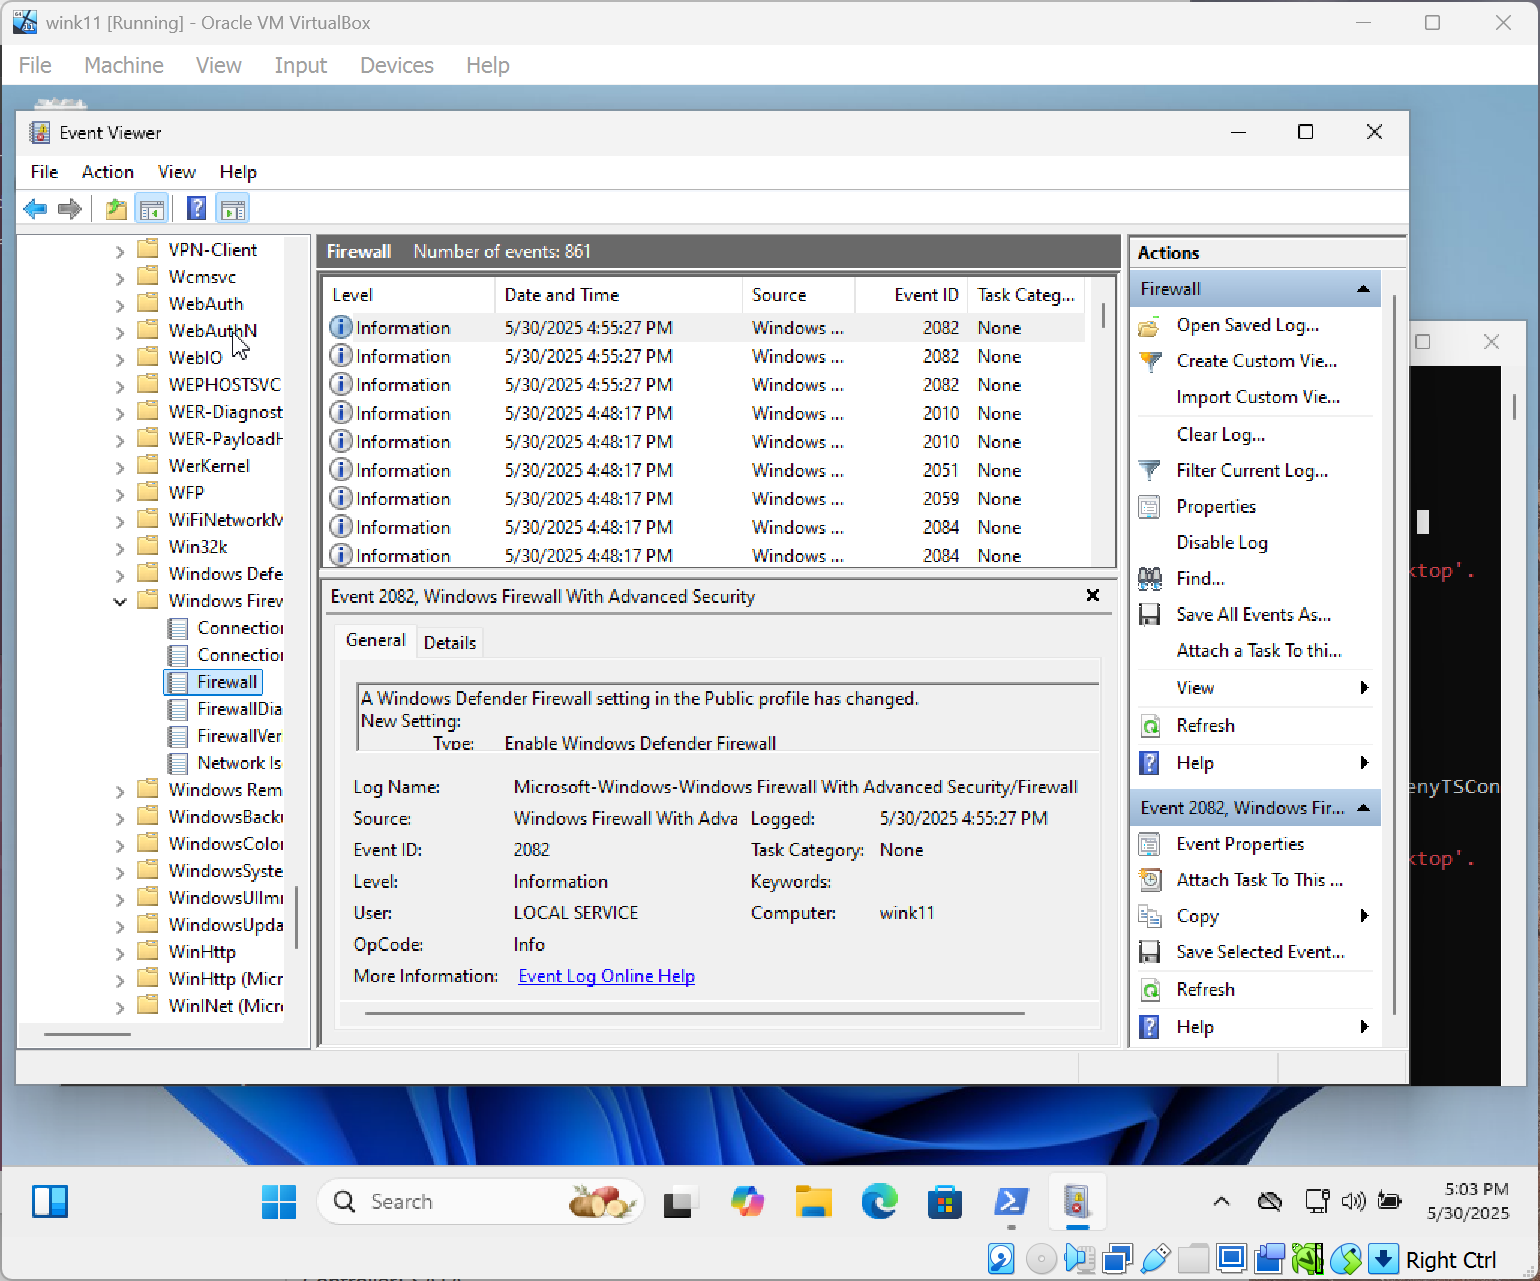 wink11 [Running] - Oracle VM VirtualBox
File Machine View Input Devices Help
Event Viewer
File Action View Help
VPN-Client
Wcmsvc
WebAuth
WebAuthN
WebIO
WEPHOSTSVC
WER-Diagnost
WER-PayloadH
WerKernel
WFP
WiFiNetworkM
Win32k
Windows Defe
Windows Firew
Connection
Connection
Firewall
FirewallDia
FirewallVer
Network Is
Windows Rem
WindowsBacku
WindowsColor
WindowsSyste
WindowsUIImm
WindowsUpda
WinHttp
WinHttp (Micr
WinINet (Micro
Firewall Number of events: 861
Level Date and Time Source Event ID Task Categ...
Information 5/30/2025 4:55:27 PM Windows ... 2082 None
Information 5/30/2025 4:55:27 PM Windows ... 2082 None
Information 5/30/2025 4:55:27 PM Windows ... 2082 None
Information 5/30/2025 4:48:17 PM Windows ... 2010 None
Information 5/30/2025 4:48:17 PM Windows ... 2010 None
Information 5/30/2025 4:48:17 PM Windows ... 2051 None
Information 5/30/2025 4:48:17 PM Windows ... 2059 None
Information 5/30/2025 4:48:17 PM Windows ... 2084 None
Information 5/30/2025 4:48:17 PM Windows ... 2084 None
Event 2082, Windows Firewall With Advanced Security
General Details
A Windows Defender Firewall setting in the Public profile has changed.
New Setting:
Type: Enable Windows Defender Firewall
Log Name: Microsoft-Windows-Windows Firewall With Advanced Security/Firewall
Source: Windows Firewall With Adva Logged: 5/30/2025 4:55:27 PM
Event ID: 2082 Task Category: None
Level: Information Keywords:
User: LOCAL SERVICE Computer: wink11
OpCode: Info
More Information: Event Log Online Help
Actions
Firewall
Open Saved Log...
Create Custom Vie...
Import Custom Vie...
Clear Log...
Filter Current Log...
Properties
Disable Log
Find...
Save All Events As...
Attach a Task To thi...
View
Refresh
Help
Event 2082, Windows Fir...
Event Properties
Attach Task To This ...
Copy
Save Selected Event...
Refresh
Help
ktop'.
enyTSCon
ktop'.
Search
5:03 PM
5/30/2025
Right Ctrl